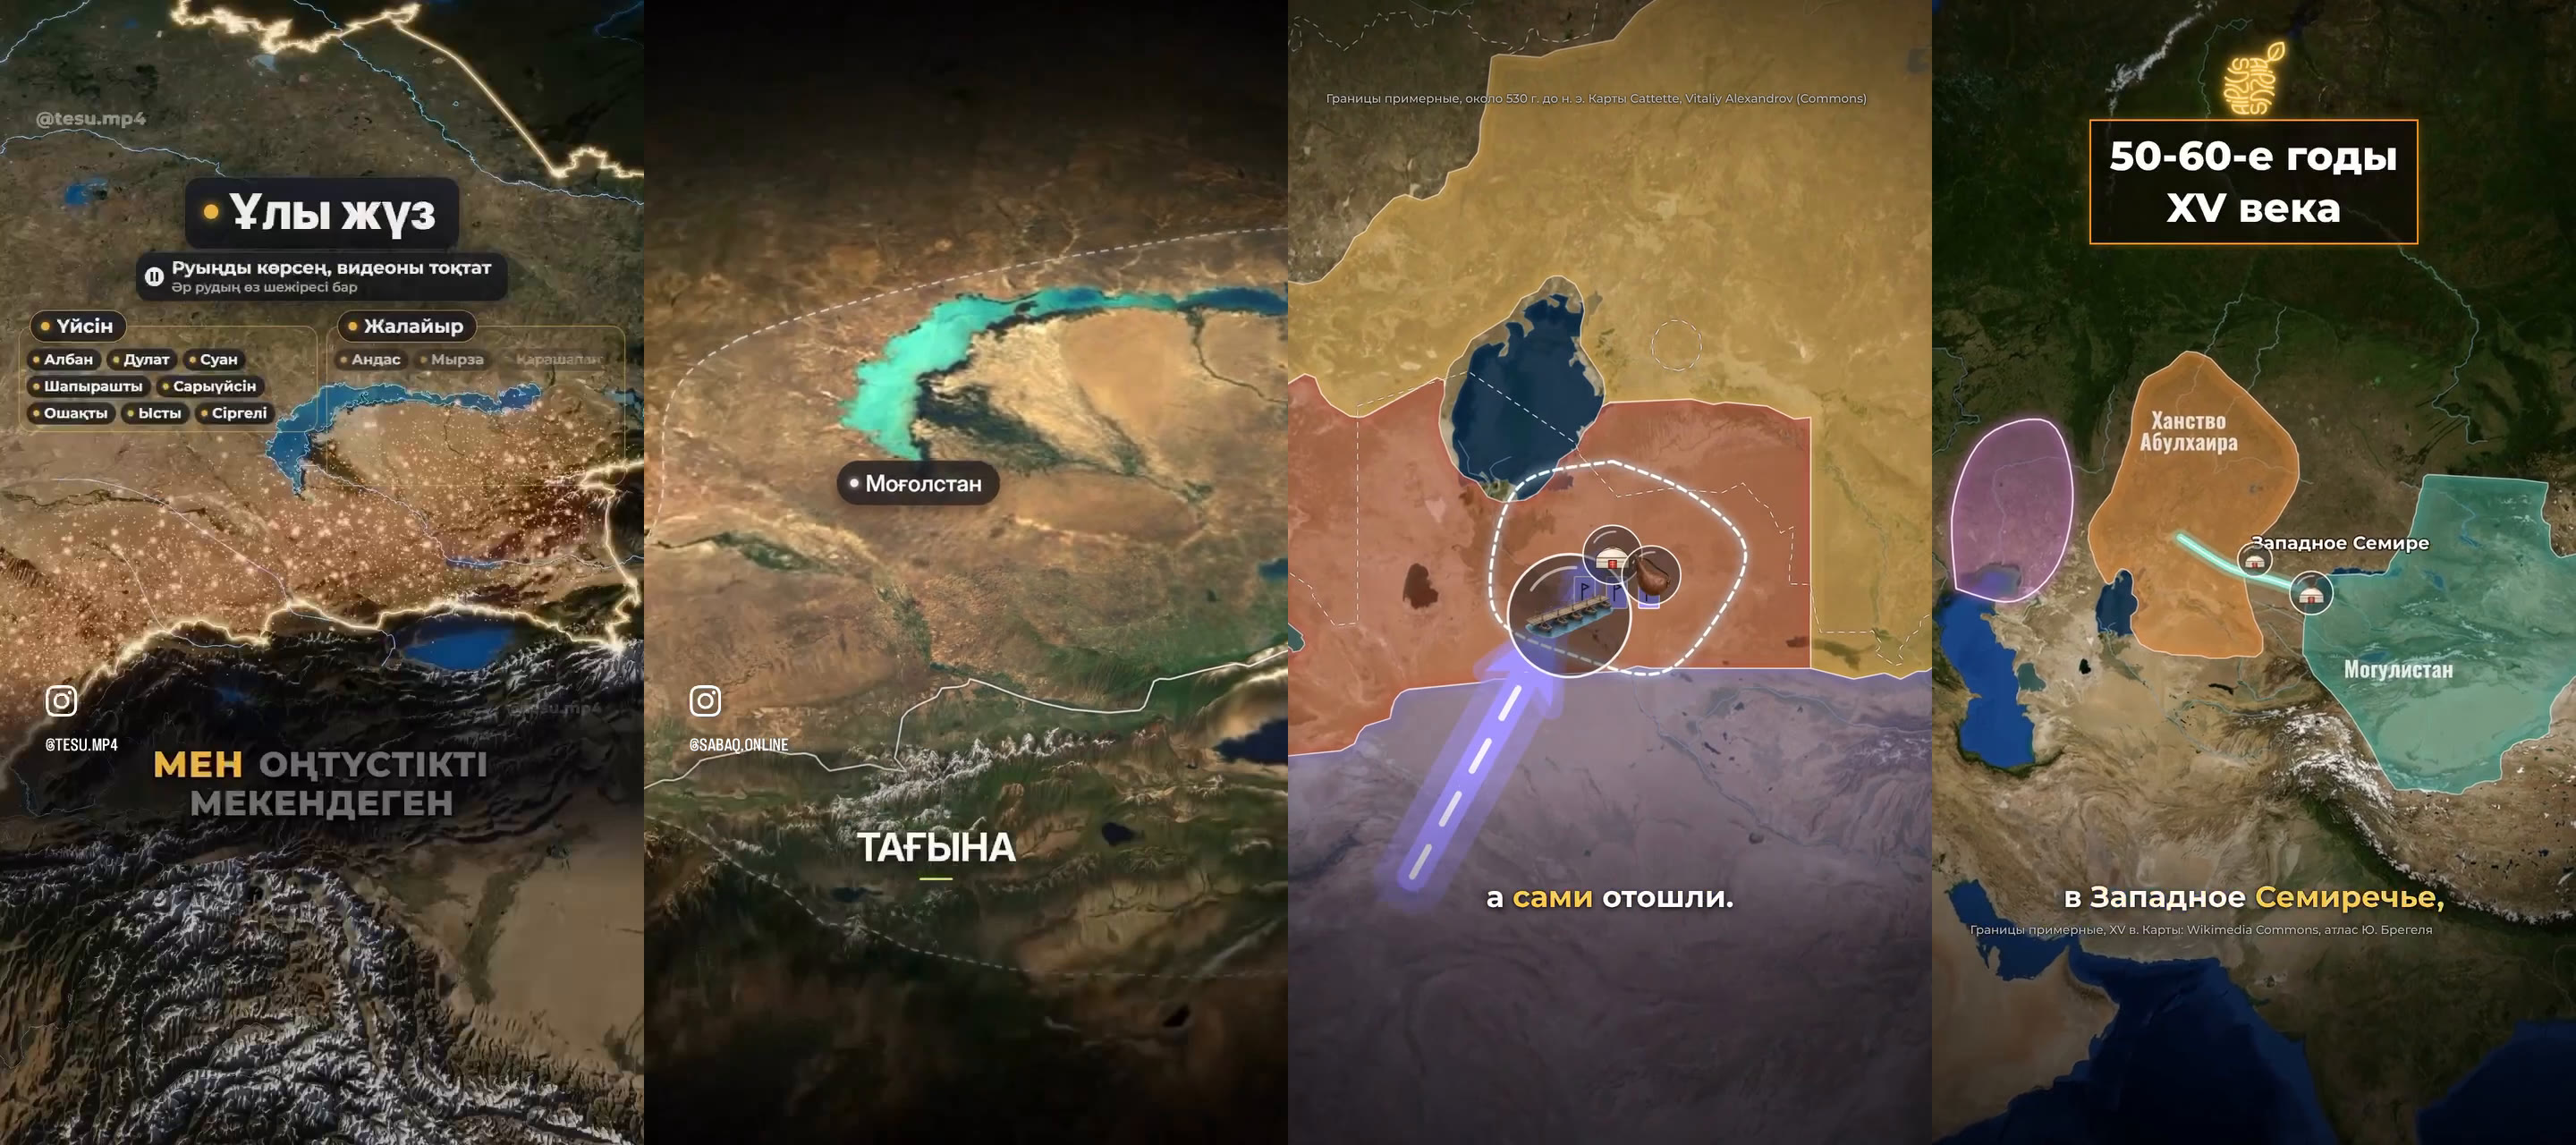 @tesu.mp4
Ұлы жүз
Руыңды көрсең, видеоны тоқтат
Әр рудың өз шежіресі бар
Үйсін
Жалайыр
Албан
Дулат
Суан
Андас
Мырза
Қарашапан
Шапырашты
Сарыүйсін
Ошақты
Ысты
Сіргелі
@tesu.mp4
@TESU.MP4
МЕН ОҢТҮСТІКТІ
МЕКЕНДЕГЕН
Моғолстан
@SABAQ.ONLINE
ТАҒЫНА
Границы примерные, около 530 г. до н. э. Карты Cattette, Vitaliy Alexandrov (Commons)
а сами отошли.
50-60-е годы
XV века
Ханство
Абулхаира
Западное Семире
Могулистан
в Западное Семиречье,
Границы примерные, XV в. Карты: Wikimedia Commons, атлас Ю. Брегеля